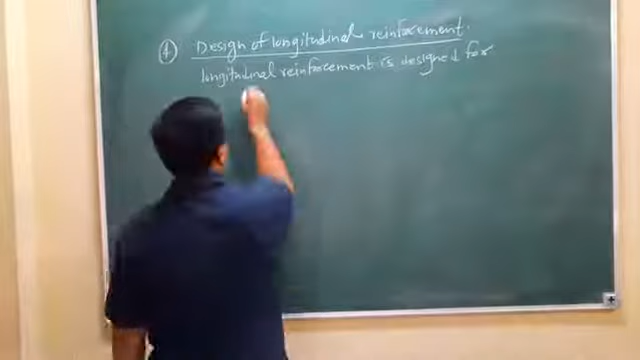 4 Design of longitudinal reinforcement.
longitudinal reinforcement is designed for